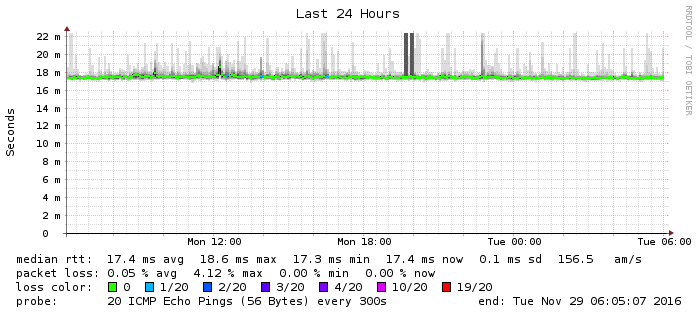 Last 24 Hours
RRDTOOL / TOBI OETIKER
Seconds
22 m
20 m
18 m
16 m
14 m
12 m
10 m
8 m
6 m
4 m
2 m
0
Mon 12:00 Mon 18:00 Tue 00:00 Tue 06:00
median rtt: 17.4 ms avg 18.6 ms max 17.3 ms min 17.4 ms now 0.1 ms sd 156.5 am/s
packet loss: 0.05 % avg 4.12 % max 0.00 % min 0.00 % now
loss color: 0 1/20 2/20 3/20 4/20 10/20 19/20
probe: 20 ICMP Echo Pings (56 Bytes) every 300s end: Tue Nov 29 06:05:07 2016